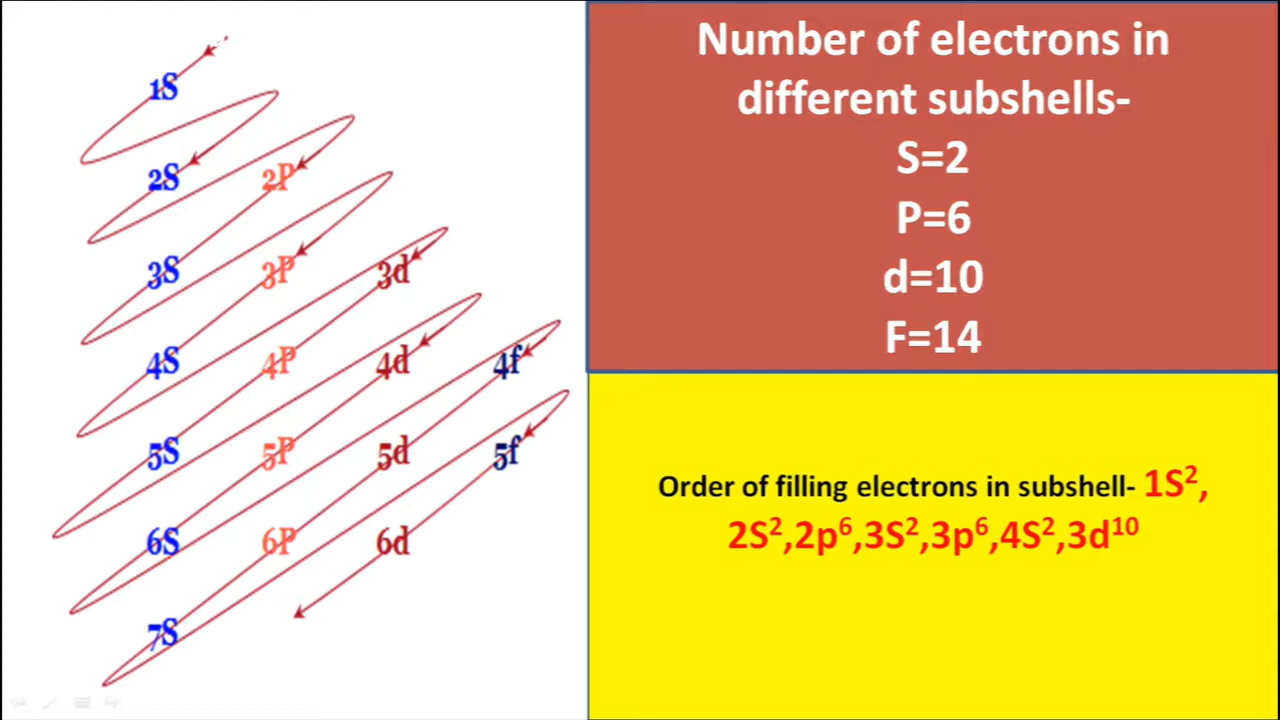 1S
2S 2P
3S 3P 3d
4S 4P 4d 4f
5S 5P 5d 5f
6S 6P 6d
7S
Number of electrons in
different subshells-
S=2
P=6
d=10
F=14
Order of filling electrons in subshell- 1S²,
2S²,2p⁶,3S²,3p⁶,4S²,3d¹⁰